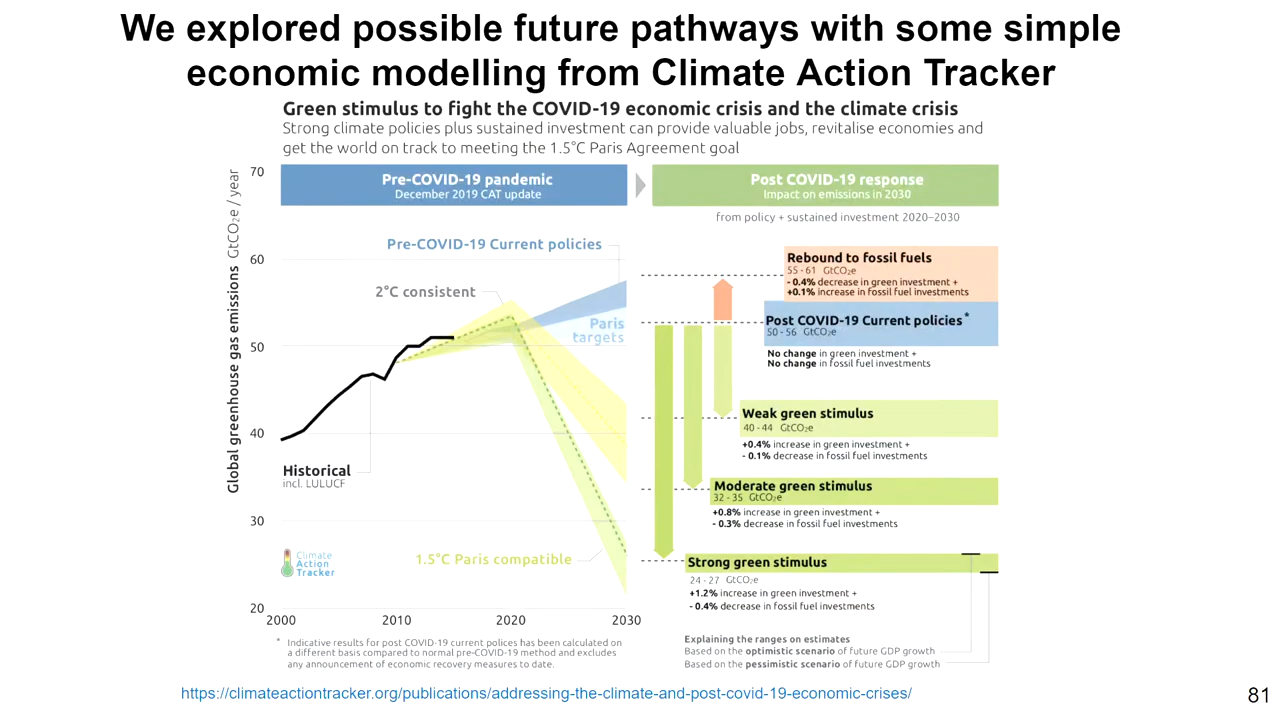 We explored possible future pathways with some simple
economic modelling from Climate Action Tracker
Green stimulus to fight the COVID-19 economic crisis and the climate crisis
Strong climate policies plus sustained investment can provide valuable jobs, revitalise economies and
get the world on track to meeting the 1.5°C Paris Agreement goal
Global greenhouse gas emissions GtCO₂e / year
70
60
50
40
30
20
2000
2010
2020
2030
Pre-COVID-19 pandemic
December 2019 CAT update
Pre-COVID-19 Current policies
2°C consistent
Paris
targets
Historical
incl. LULUCF
1.5°C Paris compatible
Climate
Action
Tracker
Post COVID-19 response
Impact on emissions in 2030
from policy + sustained investment 2020–2030
Rebound to fossil fuels
55 - 61 GtCO₂e
- 0.4% decrease in green investment +
+0.1% increase in fossil fuel investments
Post COVID-19 Current policies*
50 - 56 GtCO₂e
No change in green investment +
No change in fossil fuel investments
Weak green stimulus
40 - 44 GtCO₂e
+0.4% increase in green investment +
- 0.1% decrease in fossil fuel investments
Moderate green stimulus
32 - 35 GtCO₂e
+0.8% increase in green investment +
- 0.3% decrease in fossil fuel investments
Strong green stimulus
24 - 27 GtCO₂e
+1.2% increase in green investment +
- 0.4% decrease in fossil fuel investments
Explaining the ranges on estimates
Based on the optimistic scenario of future GDP growth
Based on the pessimistic scenario of future GDP growth
* Indicative results for post COVID-19 current polices has been calculated on
a different basis compared to normal pre-COVID-19 method and excludes
any announcement of economic recovery measures to date.
https://climateactiontracker.org/publications/addressing-the-climate-and-post-covid-19-economic-crises/
81